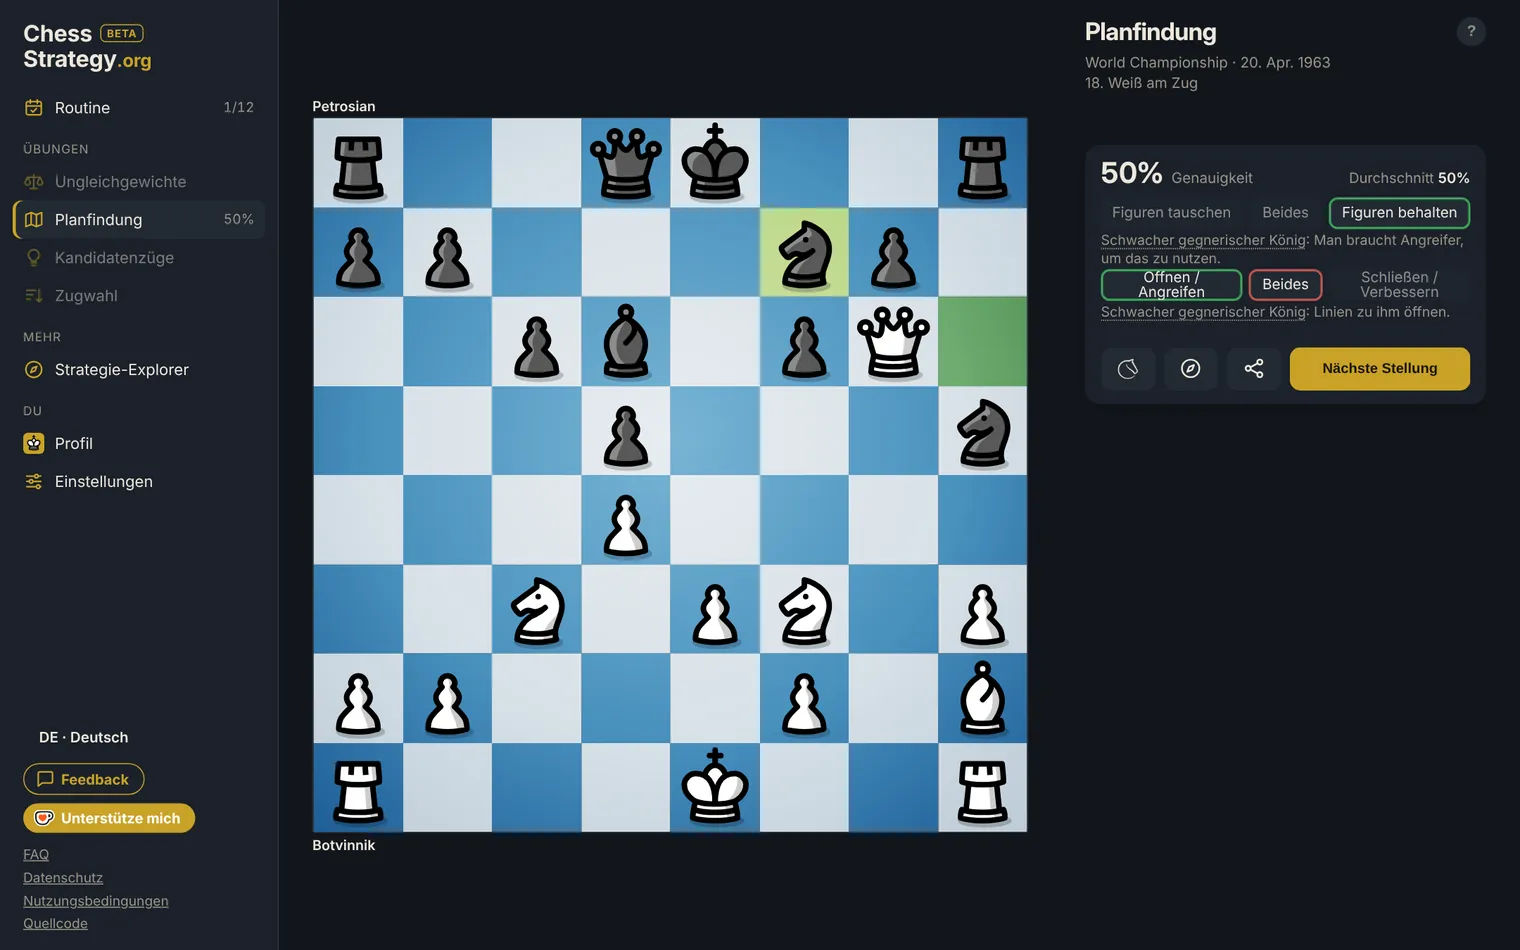 Chess BETA
Strategy.org
Routine 1/12
ÜBUNGEN
Ungleichgewichte
Planfindung 50%
Kandidatenzüge
Zugwahl
MEHR
Strategie-Explorer
DU
Profil
Einstellungen
DE · Deutsch
Feedback
Unterstütze mich
FAQ
Datenschutz
Nutzungsbedingungen
Quellcode
Petrosian
Botvinnik
Planfindung ?
World Championship · 20. Apr. 1963
18. Weiß am Zug
50% Genauigkeit Durchschnitt 50%
Figuren tauschen Beides Figuren behalten
Schwacher gegnerischer König: Man braucht Angreifer,
um das zu nutzen.
Öffnen /
Angreifen
Beides
Schließen /
Verbessern
Schwacher gegnerischer König: Linien zu ihm öffnen.
Nächste Stellung